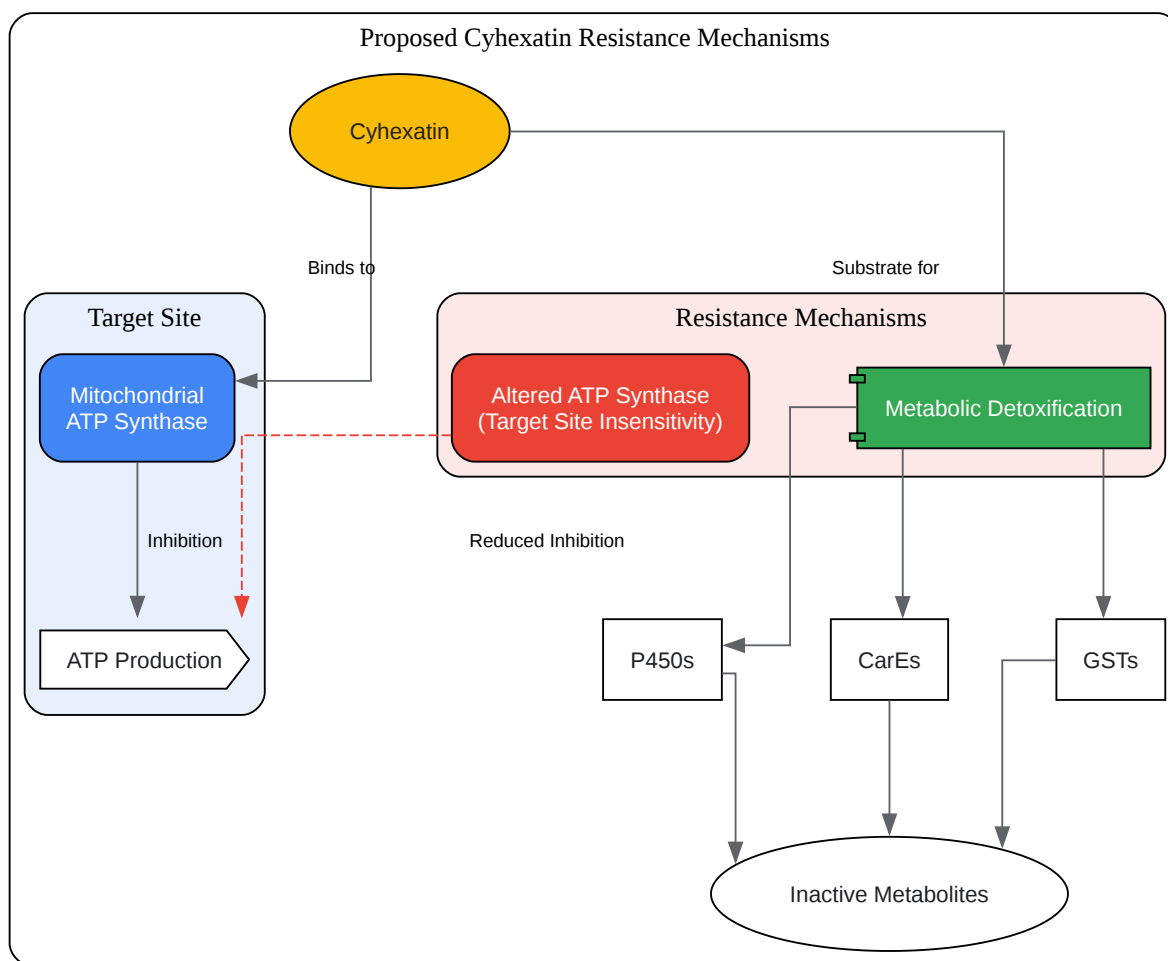 Proposed Cyhexatin Resistance Mechanisms
Cyhexatin
Binds to
Substrate for
Target Site
Resistance Mechanisms
Mitochondrial
ATP Synthase
Altered ATP Synthase
(Target Site Insensitivity)
Metabolic Detoxification
Inhibition
Reduced Inhibition
ATP Production
P450s
CarEs
GSTs
Inactive Metabolites